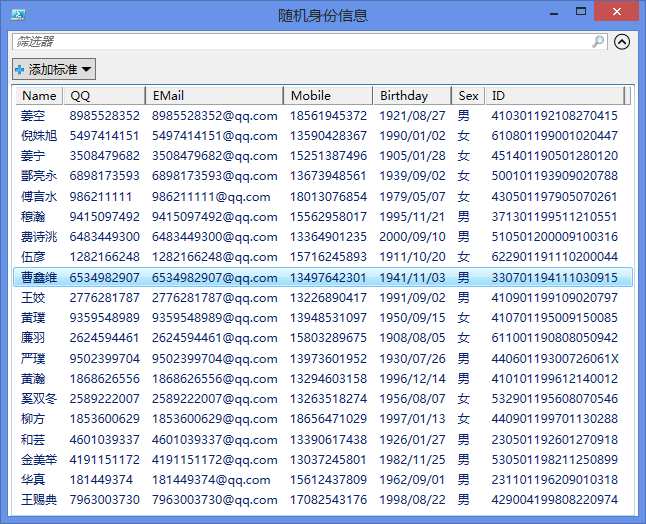 随机身份信息
筛选器
添加标准
Name QQ EMail Mobile Birthday Sex ID
姜空 8985528352 8985528352@qq.com 18561945372 1921/08/27 男 410301192108270415
倪妹旭 5497414151 5497414151@qq.com 13590428367 1990/01/02 女 610801199001020447
姜宁 3508479682 3508479682@qq.com 15251387496 1905/01/28 女 451401190501280120
酆亮永 6898173593 6898173593@qq.com 13673948561 1939/09/02 女 500101193909020788
傅言水 986211111 986211111@qq.com 18013076854 1979/05/07 女 430501197905070261
穆瀚 9415097492 9415097492@qq.com 15562958017 1995/11/21 男 371301199511210551
费诗洮 6483449300 6483449300@qq.com 13364901235 2000/09/10 男 510501200009100316
伍彦 1282166248 1282166248@qq.com 15716245893 1911/10/20 女 622901191110200044
曹鑫维 6534982907 6534982907@qq.com 13497642301 1941/11/03 男 330701194111030915
王姣 2776281787 2776281787@qq.com 13226890417 1991/09/02 男 410901199109020797
黄璞 9359548989 9359548989@qq.com 13948531097 1950/09/15 女 410701195009150085
廉羽 2624594461 2624594461@qq.com 15803289675 1908/08/05 女 611001190808050942
严璞 9502399704 9502399704@qq.com 13973601952 1930/07/26 男 44060119300726061X
黄瀚 1868626556 1868626556@qq.com 13294603158 1996/12/14 男 410101199612140012
奚双冬 2589222007 2589222007@qq.com 13263518274 1956/08/07 女 532901195608070546
柳方 1853600629 1853600629@qq.com 18656471029 1997/01/13 女 440901199701130288
和芸 4601039337 4601039337@qq.com 13390617438 1926/01/27 男 230501192601270918
金美举 4191151172 4191151172@qq.com 13037245801 1982/11/25 男 530501198211250899
华真 181449374 181449374@qq.com 15612437809 1962/09/01 男 231101196209010318
王赐典 7963003730 7963003730@qq.com 17082543176 1998/08/22 男 429004199808220974